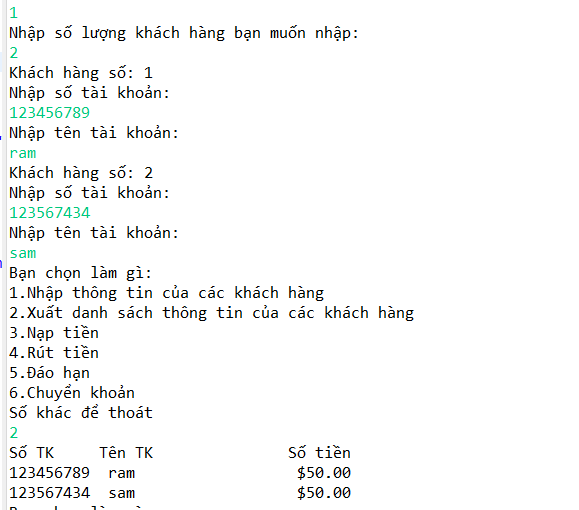 1
Nhập số lượng khách hàng bạn muốn nhập:
2
Khách hàng số: 1
Nhập số tài khoản:
123456789
Nhập tên tài khoản:
ram
Khách hàng số: 2
Nhập số tài khoản:
123567434
Nhập tên tài khoản:
sam
Bạn chọn làm gì:
1.Nhập thông tin của các khách hàng
2.Xuất danh sách thông tin của các khách hàng
3.Nạp tiền
4.Rút tiền
5.Đáo hạn
6.Chuyển khoản
Số khác để thoát
2
Số TK     Tên TK               Số tiền
123456789  ram                  $50.00
123567434  sam                  $50.00